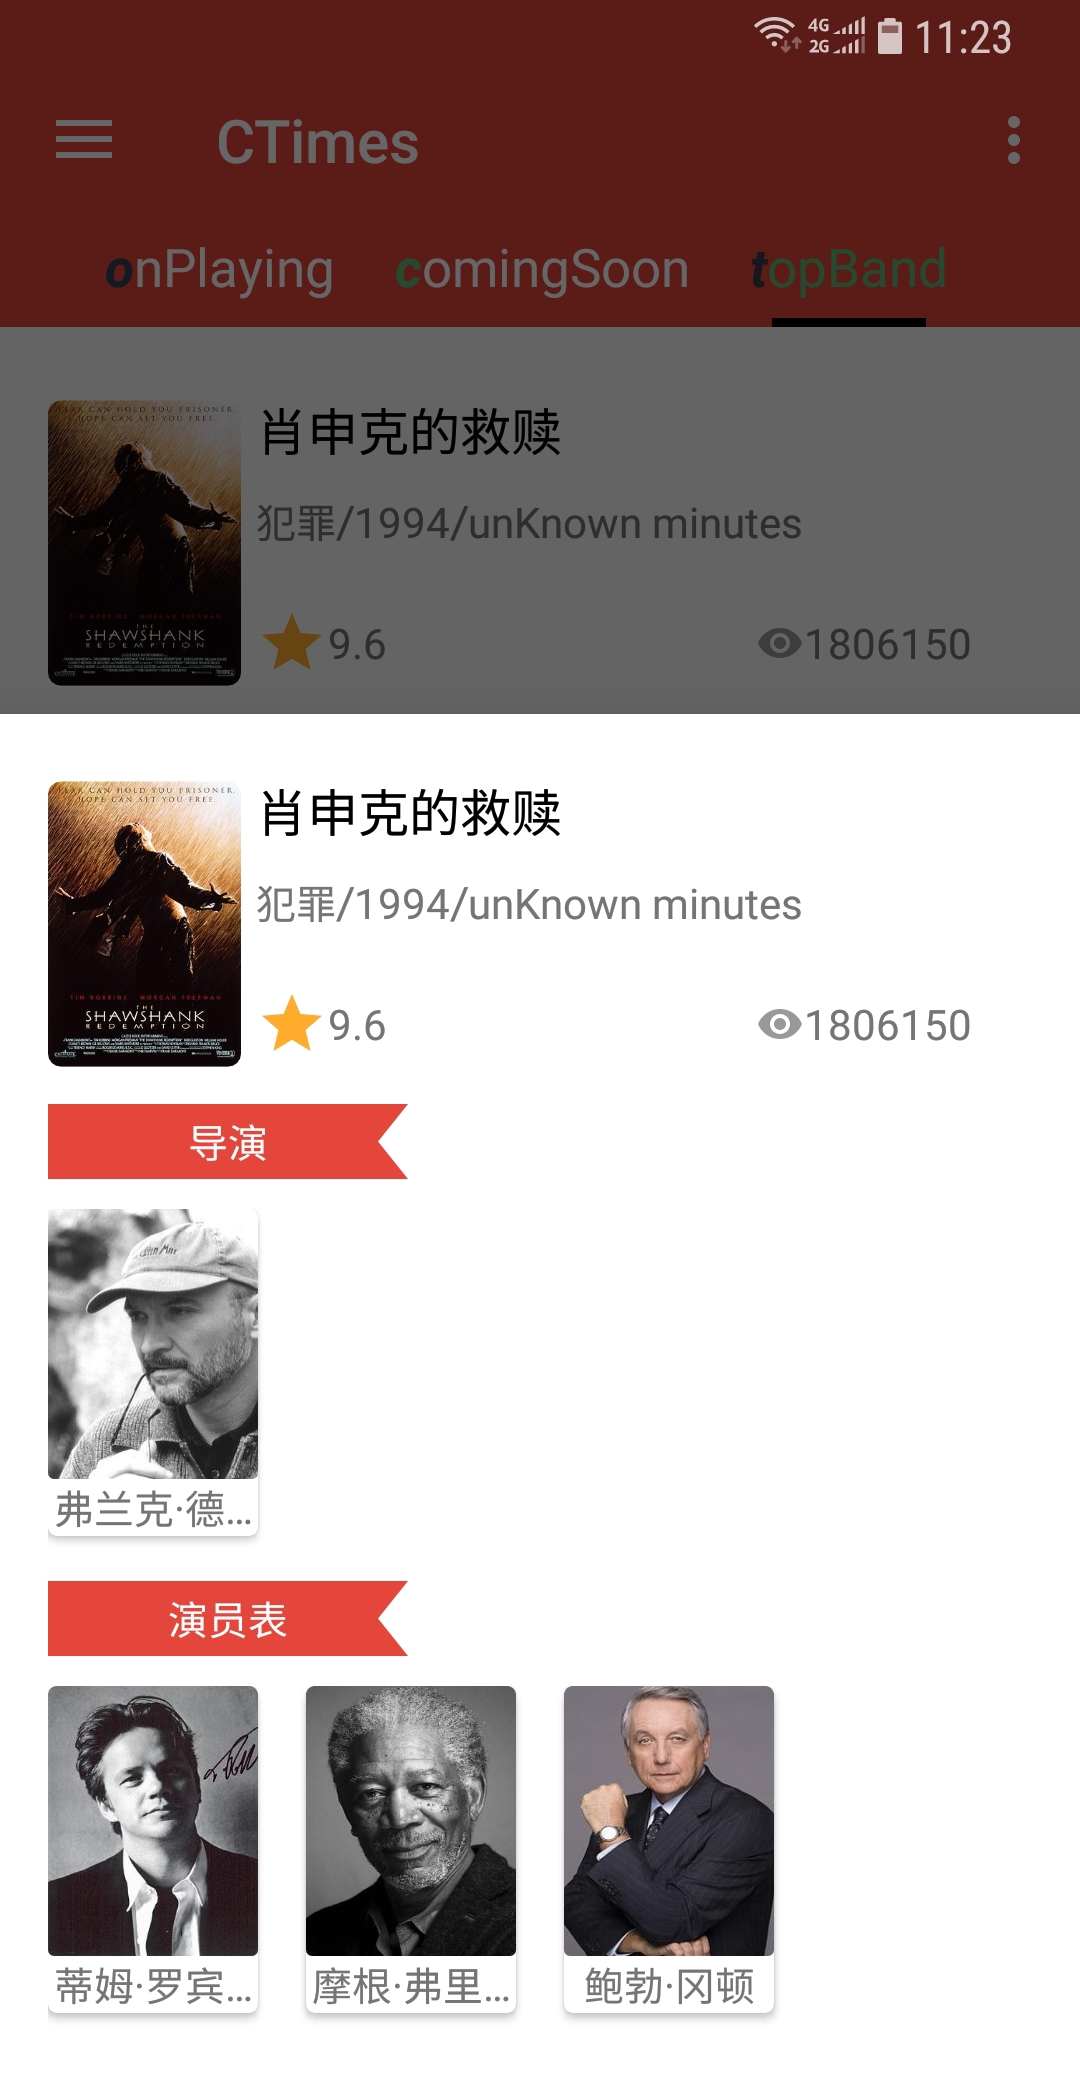 4G
2G
11:23
CTimes
onPlaying comingSoon topBand
FEAR CAN HOLD YOU PRISONER.
HOPE CAN SET YOU FREE.
TIM ROBBINS MORGAN FREEMAN
THE
SHAWSHANK
REDEMPTION
肖申克的救赎
犯罪/1994/unKnown minutes
9.6
1806150
FEAR CAN HOLD YOU PRISONER.
HOPE CAN SET YOU FREE.
TIM ROBBINS MORGAN FREEMAN
THE
SHAWSHANK
REDEMPTION
肖申克的救赎
犯罪/1994/unKnown minutes
9.6
1806150
导演
弗兰克·德...
演员表
蒂姆·罗宾...
摩根·弗里...
鲍勃·冈顿